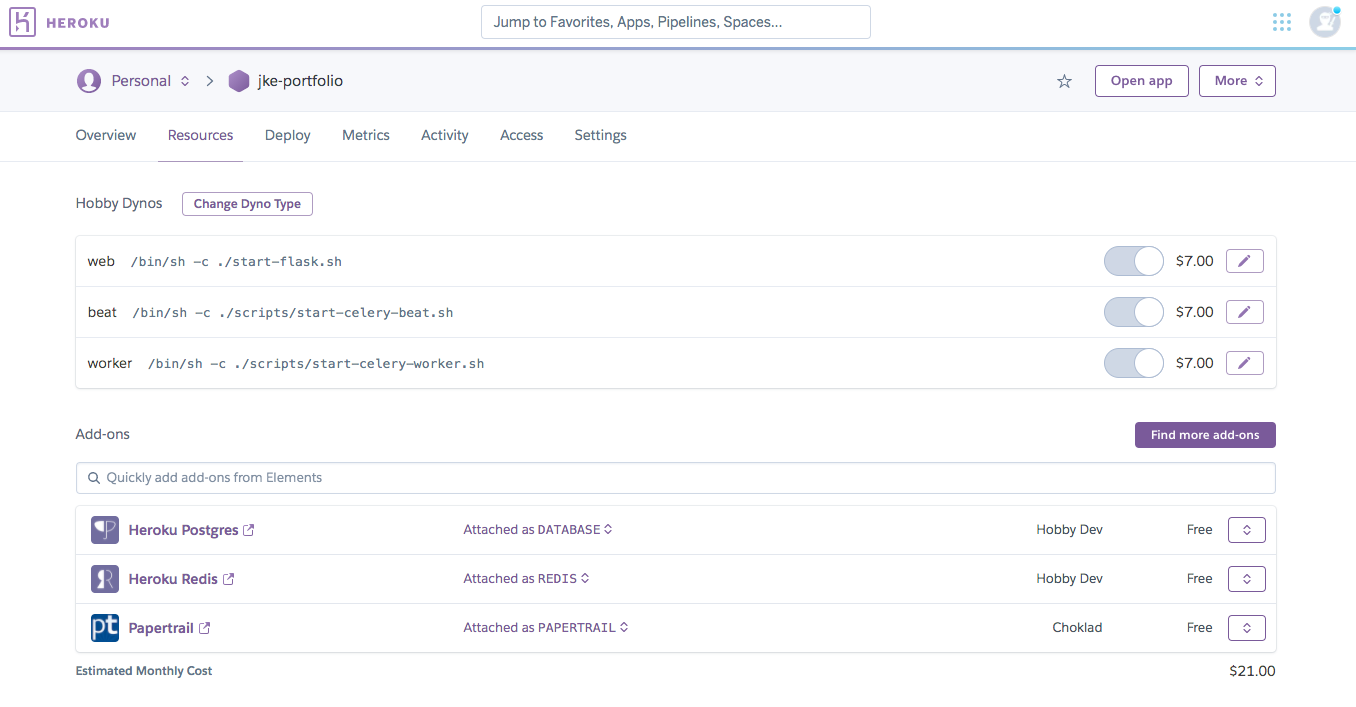 HEROKU Jump to Favorites, Apps, Pipelines, Spaces...
Personal jke-portfolio Open app More
Overview Resources Deploy Metrics Activity Access Settings
Hobby Dynos Change Dyno Type
web /bin/sh -c ./start-flask.sh $7.00
beat /bin/sh -c ./scripts/start-celery-beat.sh $7.00
worker /bin/sh -c ./scripts/start-celery-worker.sh $7.00
Add-ons Find more add-ons
Quickly add add-ons from Elements
Heroku Postgres Attached as DATABASE Hobby Dev Free
Heroku Redis Attached as REDIS Hobby Dev Free
pt Papertrail Attached as PAPERTRAIL Choklad Free
Estimated Monthly Cost $21.00